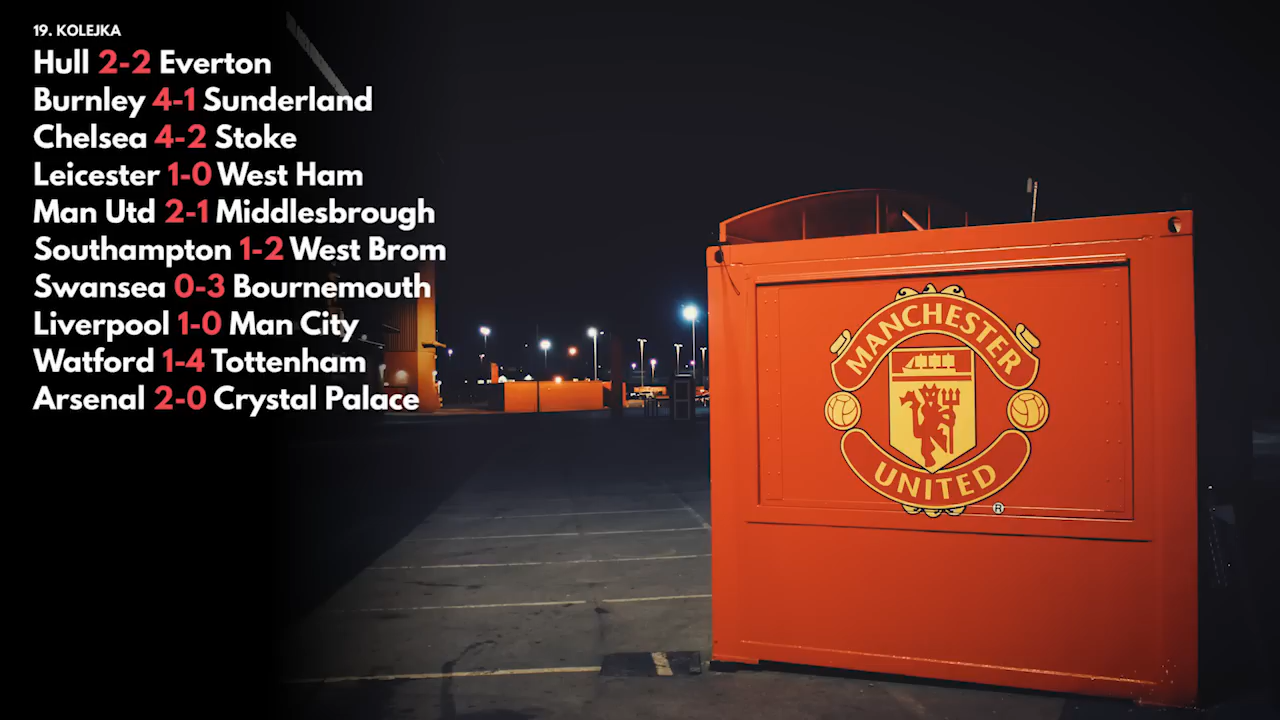 19. KOLEJKA
Hull 2-2 Everton
Burnley 4-1 Sunderland
Chelsea 4-2 Stoke
Leicester 1-0 West Ham
Man Utd 2-1 Middlesbrough
Southampton 1-2 West Brom
Swansea 0-3 Bournemouth
Liverpool 1-0 Man City
Watford 1-4 Tottenham
Arsenal 2-0 Crystal Palace
MANCHESTER
UNITED
®